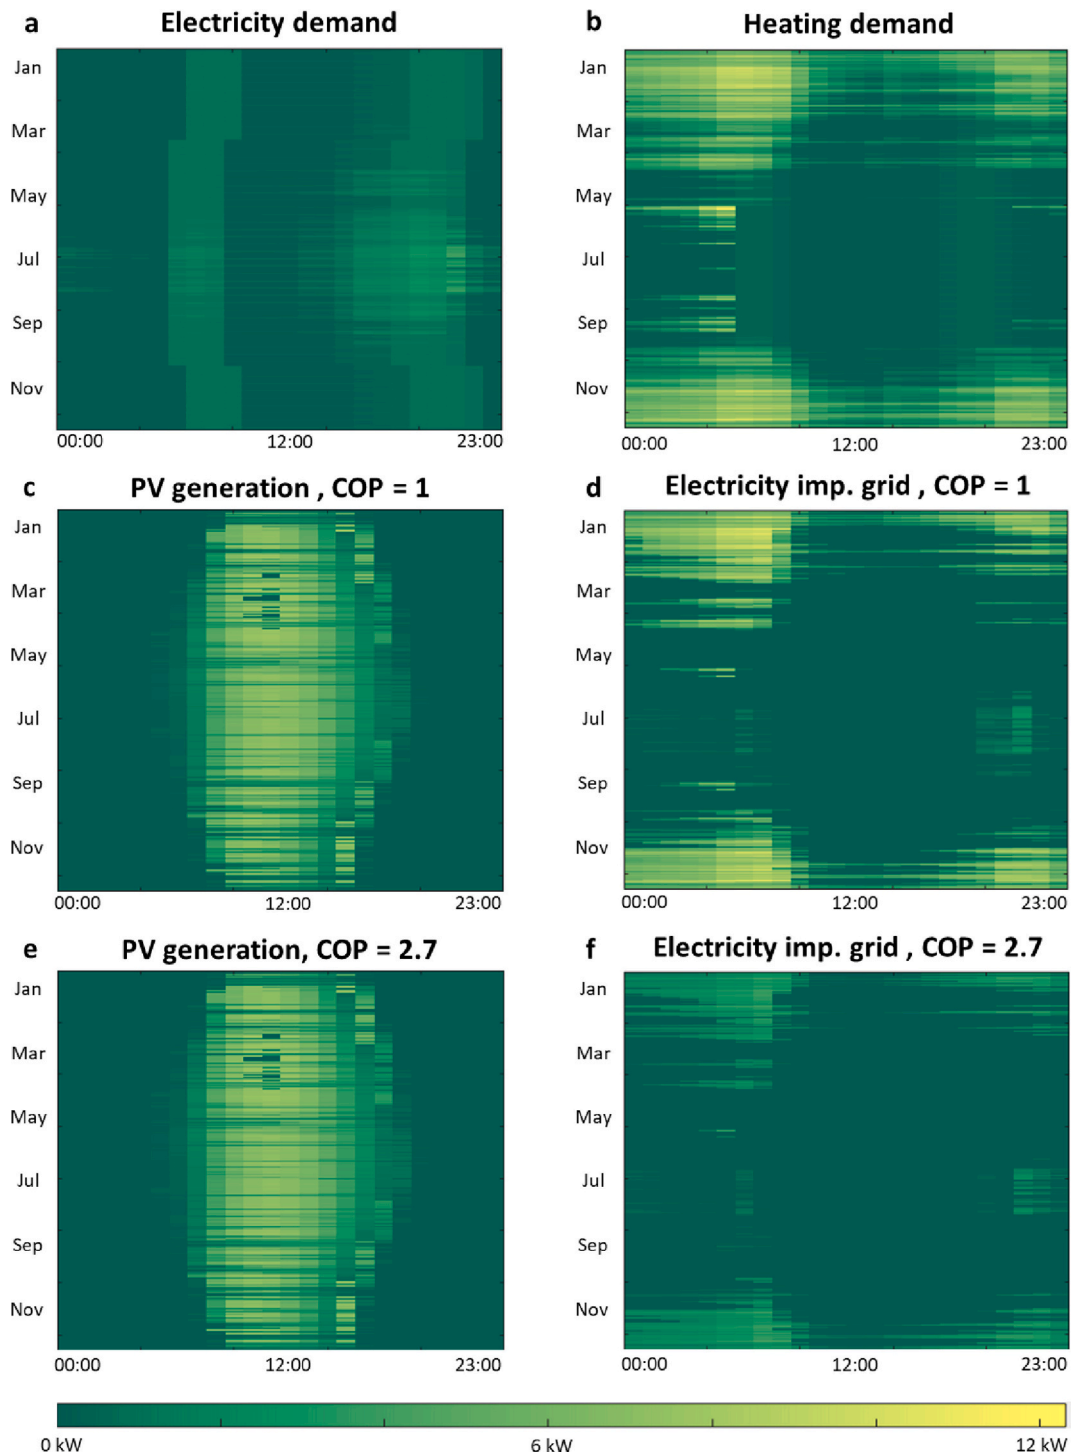 a Electricity demand
Jan
Mar
May
Jul
Sep
Nov
00:00 12:00 23:00
b Heating demand
Jan
Mar
May
Jul
Sep
Nov
00:00 12:00 23:00
c PV generation , COP = 1
Jan
Mar
May
Jul
Sep
Nov
00:00 12:00 23:00
d Electricity imp. grid , COP = 1
Jan
Mar
May
Jul
Sep
Nov
00:00 12:00 23:00
e PV generation, COP = 2.7
Jan
Mar
May
Jul
Sep
Nov
00:00 12:00 23:00
f Electricity imp. grid , COP = 2.7
Jan
Mar
May
Jul
Sep
Nov
00:00 12:00 23:00
0 kW 6 kW 12 kW